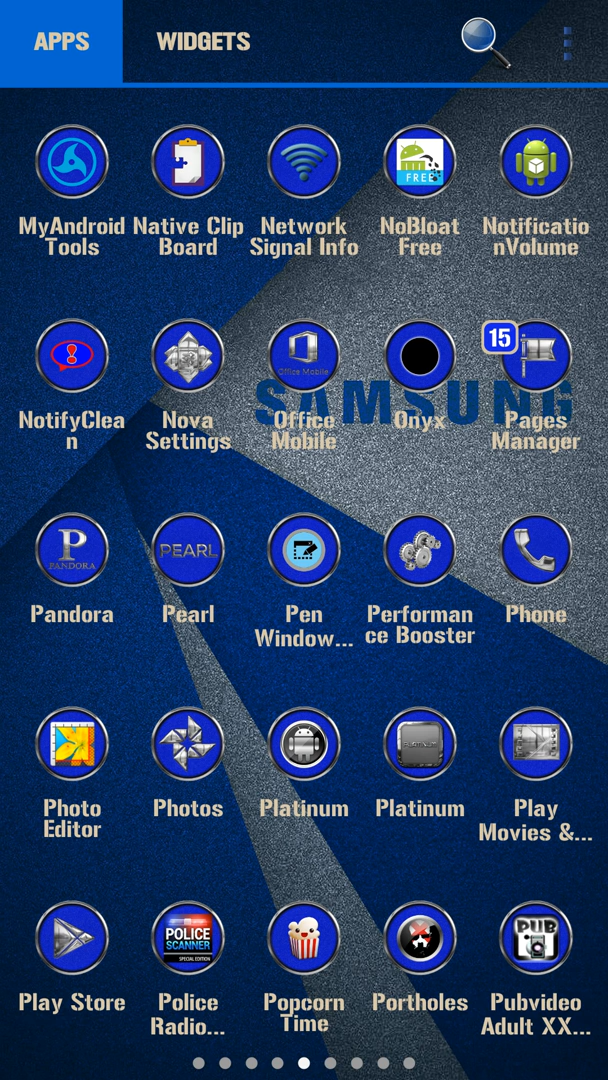 APPS WIDGETS
FREE
MyAndroid Native Clip Network NoBloat Notificatio
Tools Board Signal Info Free nVolume
15
Office Mobile
SAMSUNG
NotifyClea Nova Office Onyx Pages
n Settings Mobile Manager
P
PANDORA PEARL
Pandora Pearl Pen Performan Phone
Window... ce Booster
PLATINUM
Photo Photos Platinum Platinum Play
Editor Movies &...
POLICE PUB
SCANNER
SPECIAL EDITION
Play Store Police Popcorn Portholes Pubvideo
Radio... Time Adult XX...